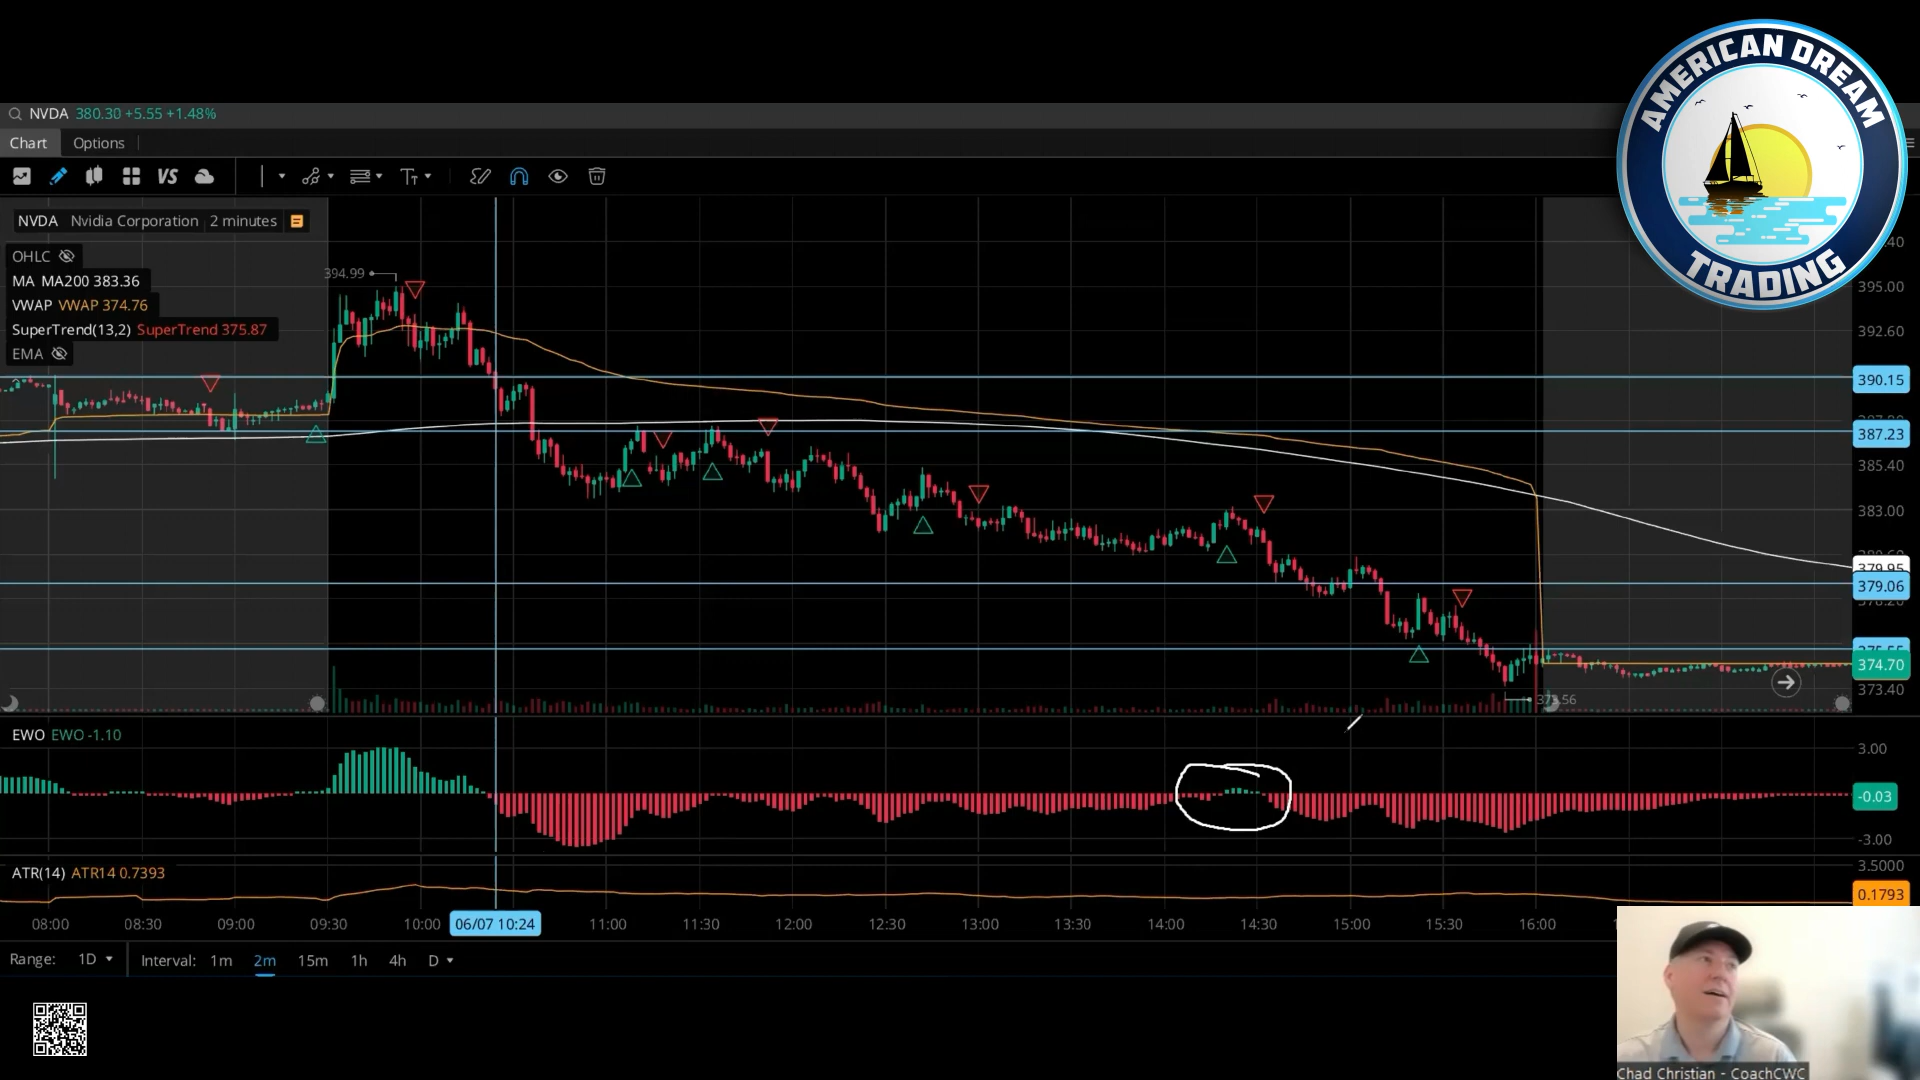 AMERICAN DREAM
TRADING
NVDA 380.30 +5.55 +1.48%
Chart Options
VS
NVDA Nvidia Corporation 2 minutes
OHLC
MA MA200 383.36
VWAP VWAP 374.76
SuperTrend(13,2) SuperTrend 375.87
EMA
394.99
373.56
395.00
392.60
390.15
387.23
385.40
383.00
379.95
379.06
374.70
373.40
EWO EWO -1.10
3.00
-0.03
-3.00
ATR(14) ATR14 0.7393
3.5000
0.1793
08:00 08:30 09:00 09:30 10:00 06/07 10:24 11:00 11:30 12:00 12:30 13:00 13:30 14:00 14:30 15:00 15:30 16:00
Range: 1D Interval: 1m 2m 15m 1h 4h D
Chad Christian - CoachCWC